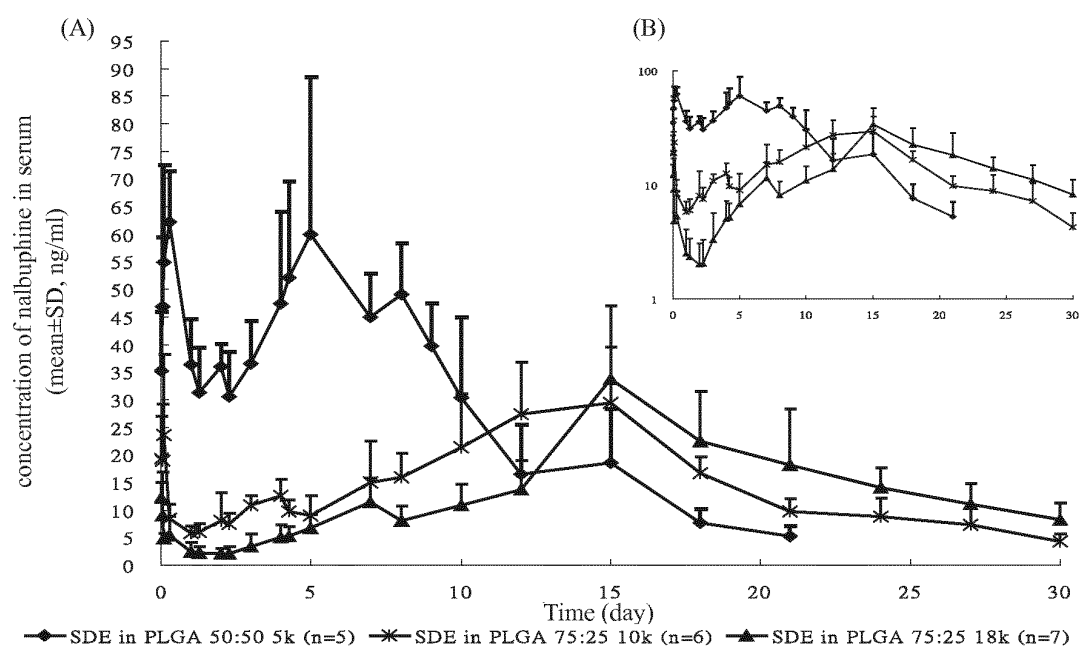 (A)
(B)
concentration of nalbuphine in serum
(mean±SD, ng/ml)
95
90
85
80
75
70
65
60
55
50
45
40
35
30
25
20
15
10
5
0
0 5 10 15 20 25 30
100
10
1
0 5 10 15 20 25 30
Time (day)
SDE in PLGA 50:50 5k (n=5) SDE in PLGA 75:25 10k (n=6) SDE in PLGA 75:25 18k (n=7)